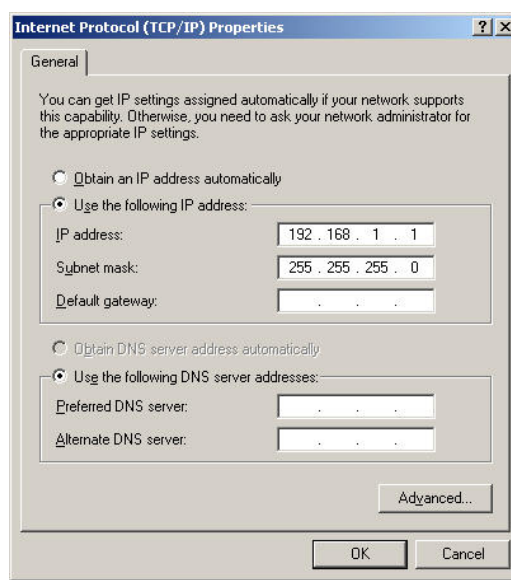 Internet Protocol (TCP/IP) Properties
General
You can get IP settings assigned automatically if your network supports
this capability. Otherwise, you need to ask your network administrator for
the appropriate IP settings.
Obtain an IP address automatically
Use the following IP address:
IP address: 192 . 168 . 1 . 1
Subnet mask: 255 . 255 . 255 . 0
Default gateway: . . .
Obtain DNS server address automatically
Use the following DNS server addresses:
Preferred DNS server: . . .
Alternate DNS server: . . .
Advanced...
OK Cancel